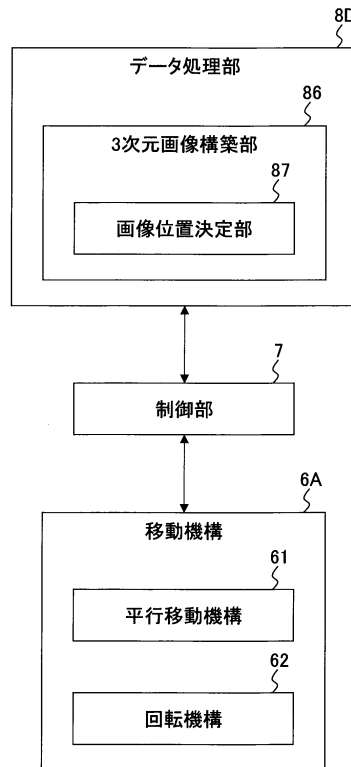 8D
データ処理部
86
3次元画像構築部
87
画像位置決定部
7
制御部
6A
移動機構
61
平行移動機構
62
回転機構